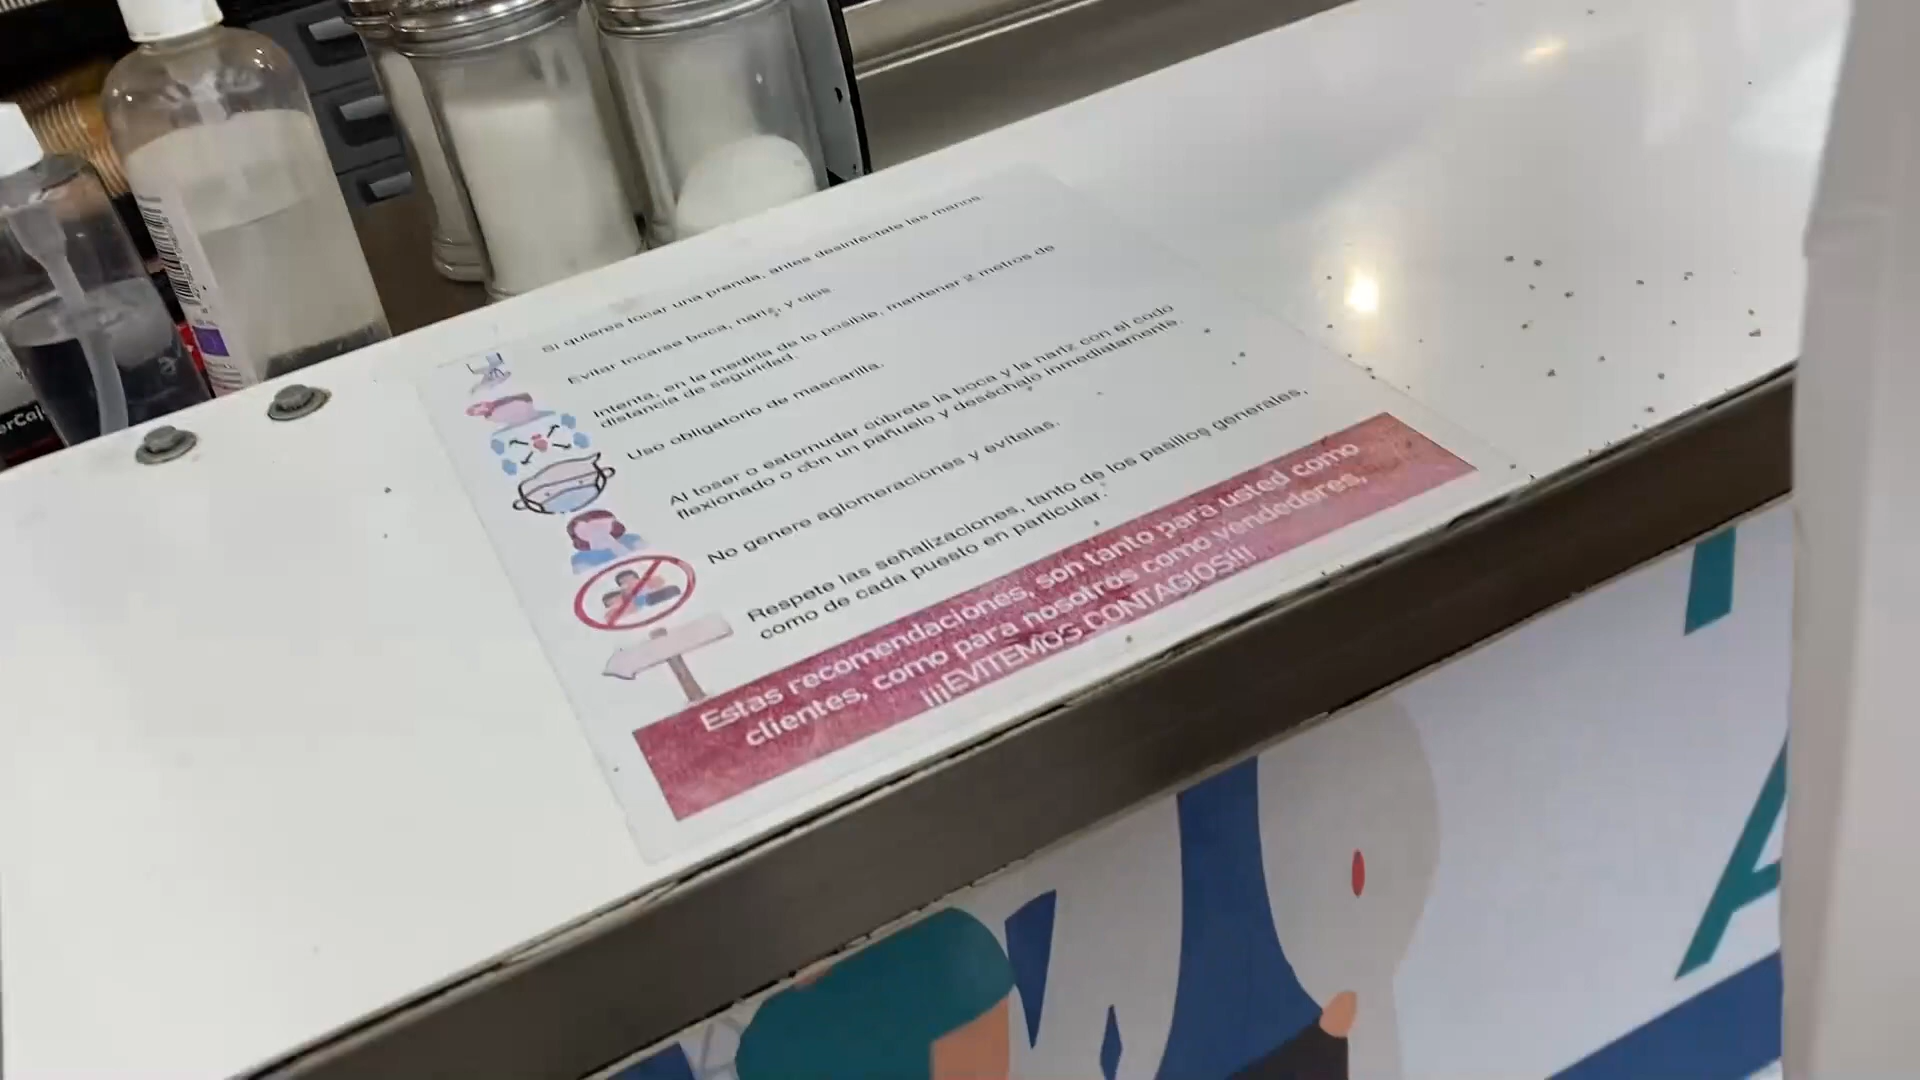 Si quieres tocar una prenda, antes desinféctate las manos.
Evitar tocarse boca, nariz, y ojos
Intenta, en la medida de lo posible, mantener 2 metros de
distancia de seguridad.
Uso obligatorio de mascarilla.
Al toser o estornudar cúbrete la boca y la nariz con el codo
flexionado o con un pañuelo y deséchalo inmediatamente.
No genere aglomeraciones y evítelas.
Respete las señalizaciones, tanto de los pasillos generales,
como de cada puesto en particular.
Estas recomendaciones, son tanto para usted como
clientes, como para nosotros como vendedores,
¡¡¡EVITEMOS CONTAGIOS!!!